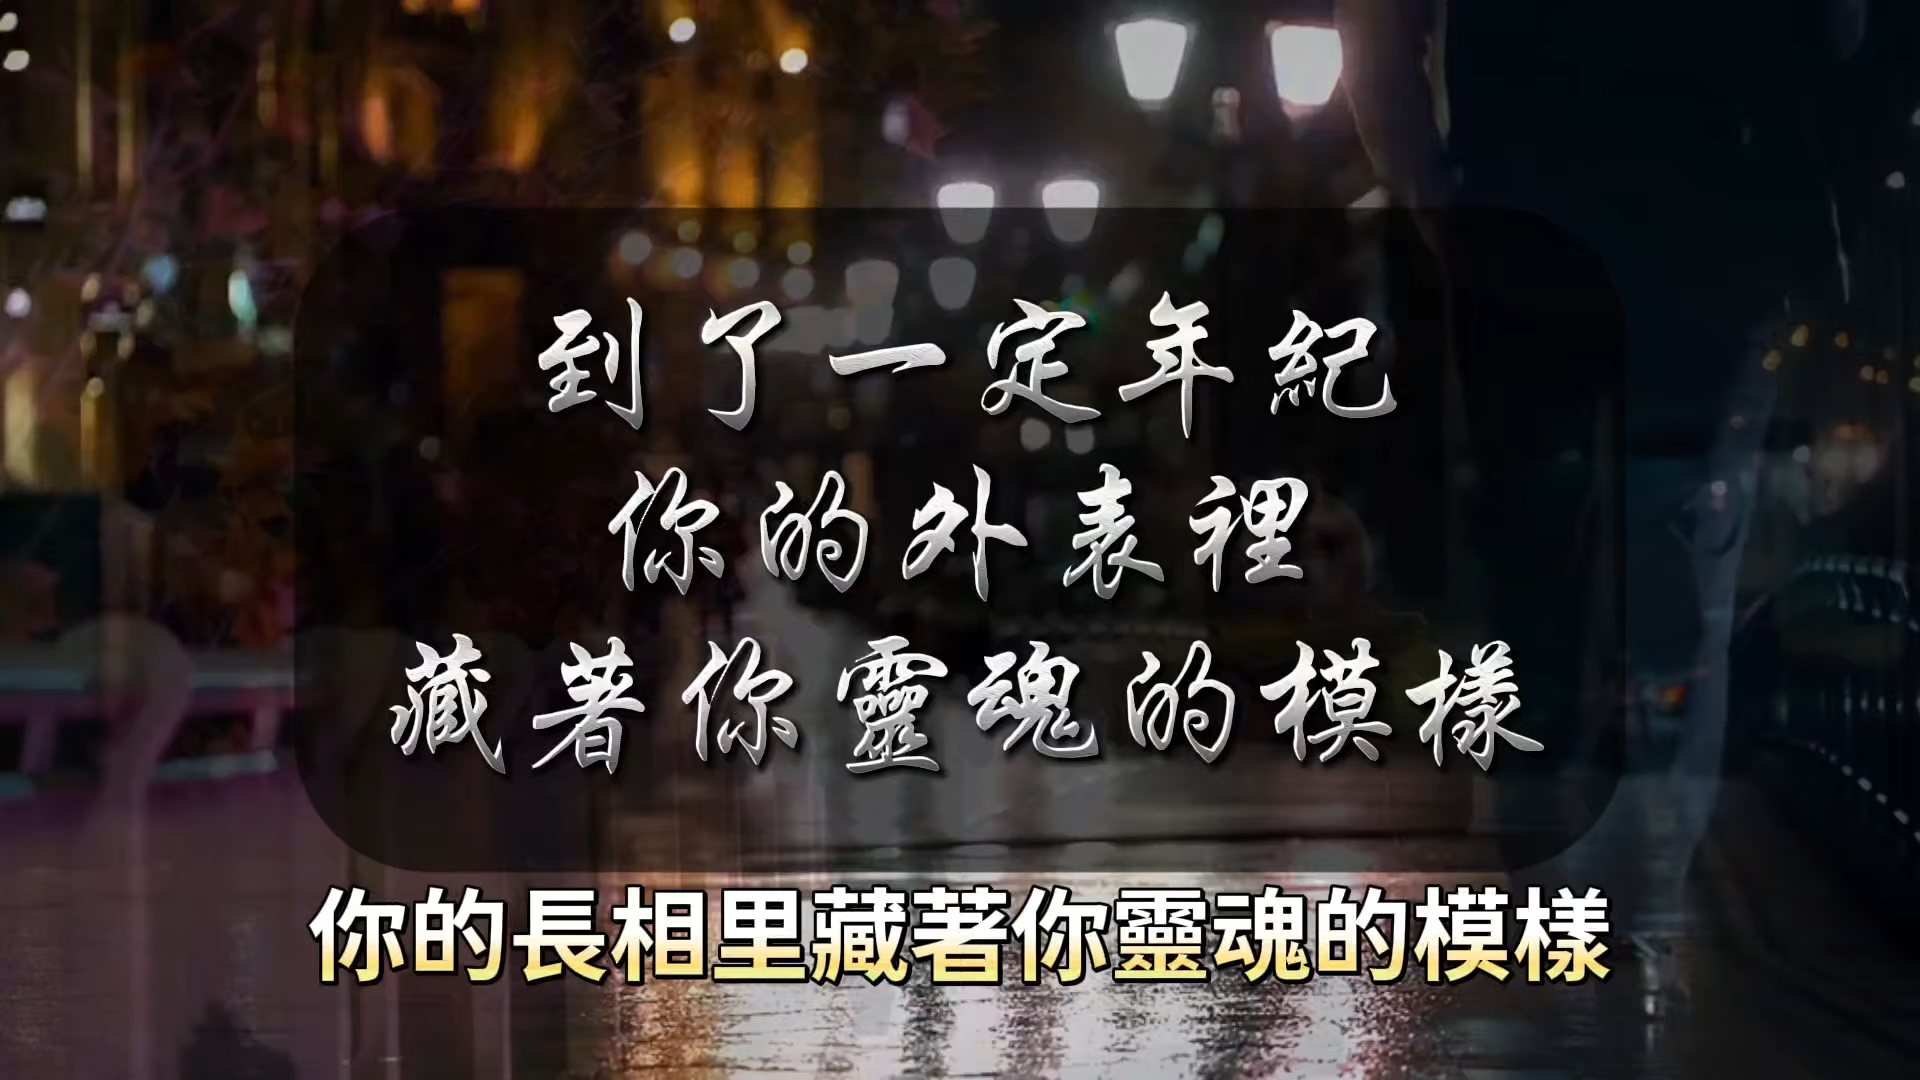 到了一定年紀
你的外表裡
藏著你靈魂的模樣
你的長相里藏著你靈魂的模樣